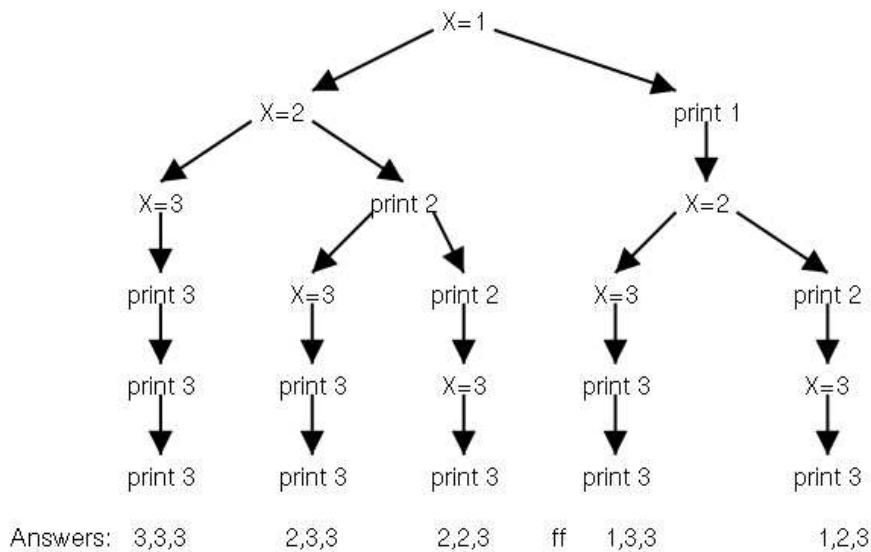 X=1
X=2 print 1
X=3 print 2 X=2
print 3 X=3 print 2 X=3 print 2
print 3 print 3 X=3 print 3 X=3
print 3 print 3 print 3 print 3 print 3
Answers: 3,3,3 2,3,3 2,2,3 ff 1,3,3 1,2,3